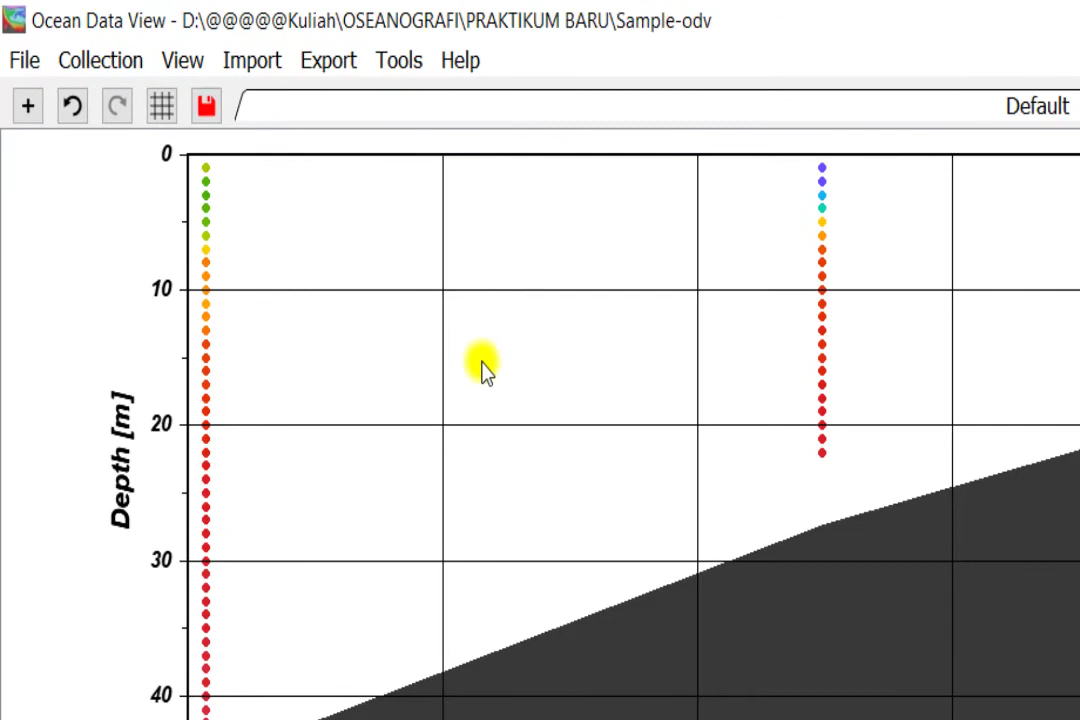 Ocean Data View - D:\@@@@@Kuliah\OSEANOGRAFI\PRAKTIKUM BARU\Sample-odv
File Collection View Import Export Tools Help
+ Default
0
10
20
30
40
Depth [m]